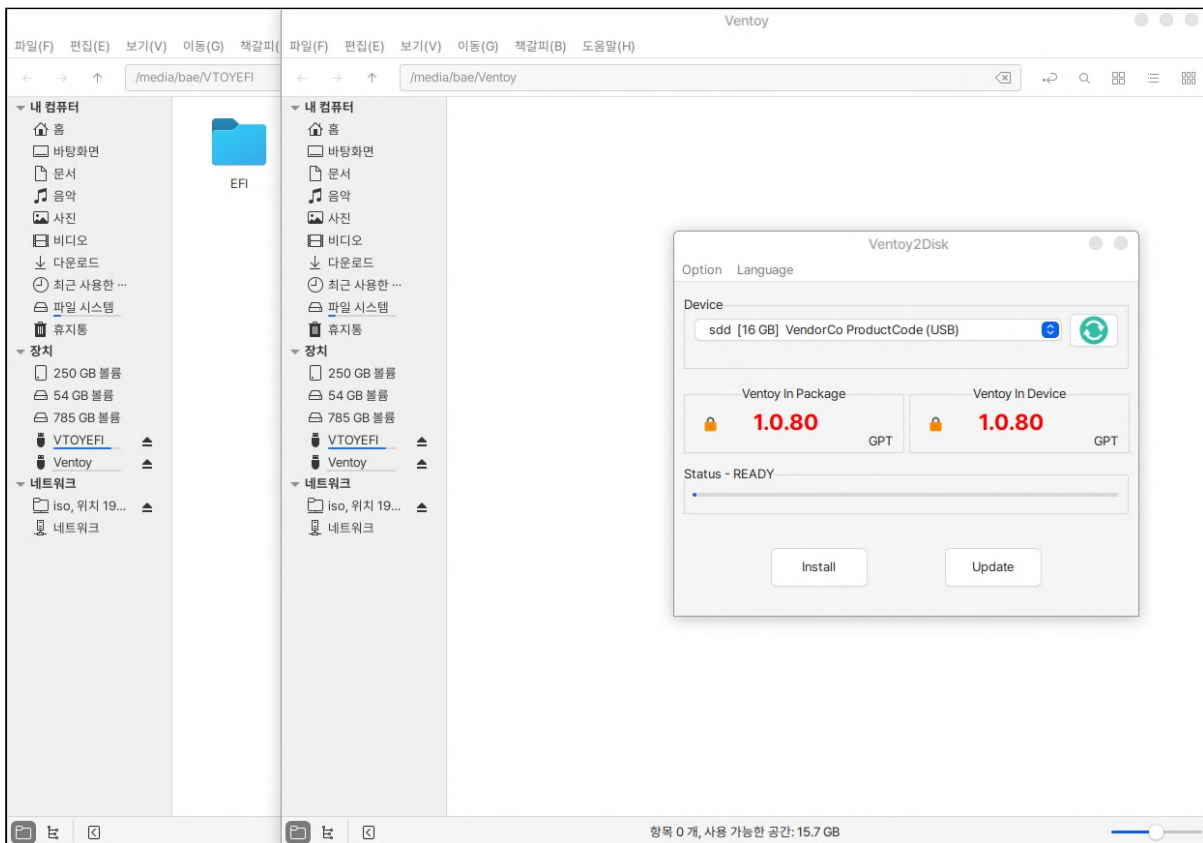 Ventoy
파일(F) 편집(E) 보기(V) 이동(G) 책갈피(
/media/bae/VTOYEFI
내 컴퓨터
홈
바탕화면
문서
음악
사진
비디오
다운로드
최근 사용한 …
파일 시스템
휴지통
장치
250 GB 볼륨
54 GB 볼륨
785 GB 볼륨
VTOYEFI
Ventoy
네트워크
iso, 위치 19...
네트워크
EFI
파일(F) 편집(E) 보기(V) 이동(G) 책갈피(B) 도움말(H)
/media/bae/Ventoy
내 컴퓨터
홈
바탕화면
문서
음악
사진
비디오
다운로드
최근 사용한 …
파일 시스템
휴지통
장치
250 GB 볼륨
54 GB 볼륨
785 GB 볼륨
VTOYEFI
Ventoy
네트워크
iso, 위치 19...
네트워크
Ventoy2Disk
Option Language
Device
sdd [16 GB] VendorCo ProductCode (USB)
Ventoy In Package
1.0.80
GPT
Ventoy In Device
1.0.80
GPT
Status - READY
Install Update
항목 0 개, 사용 가능한 공간: 15.7 GB